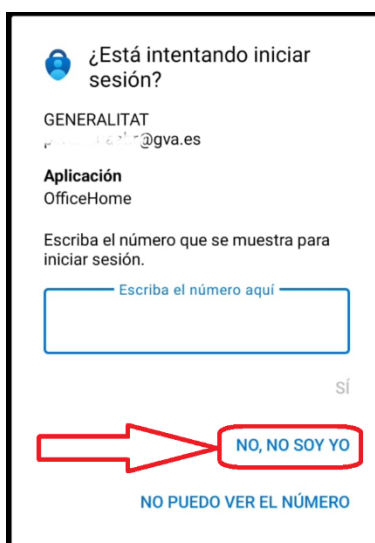 ¿Está intentando iniciar
sesión?
GENERALITAT
@gva.es
Aplicación
OfficeHome
Escriba el número que se muestra para
iniciar sesión.
Escriba el número aquí
SÍ
NO, NO SOY YO
NO PUEDO VER EL NÚMERO